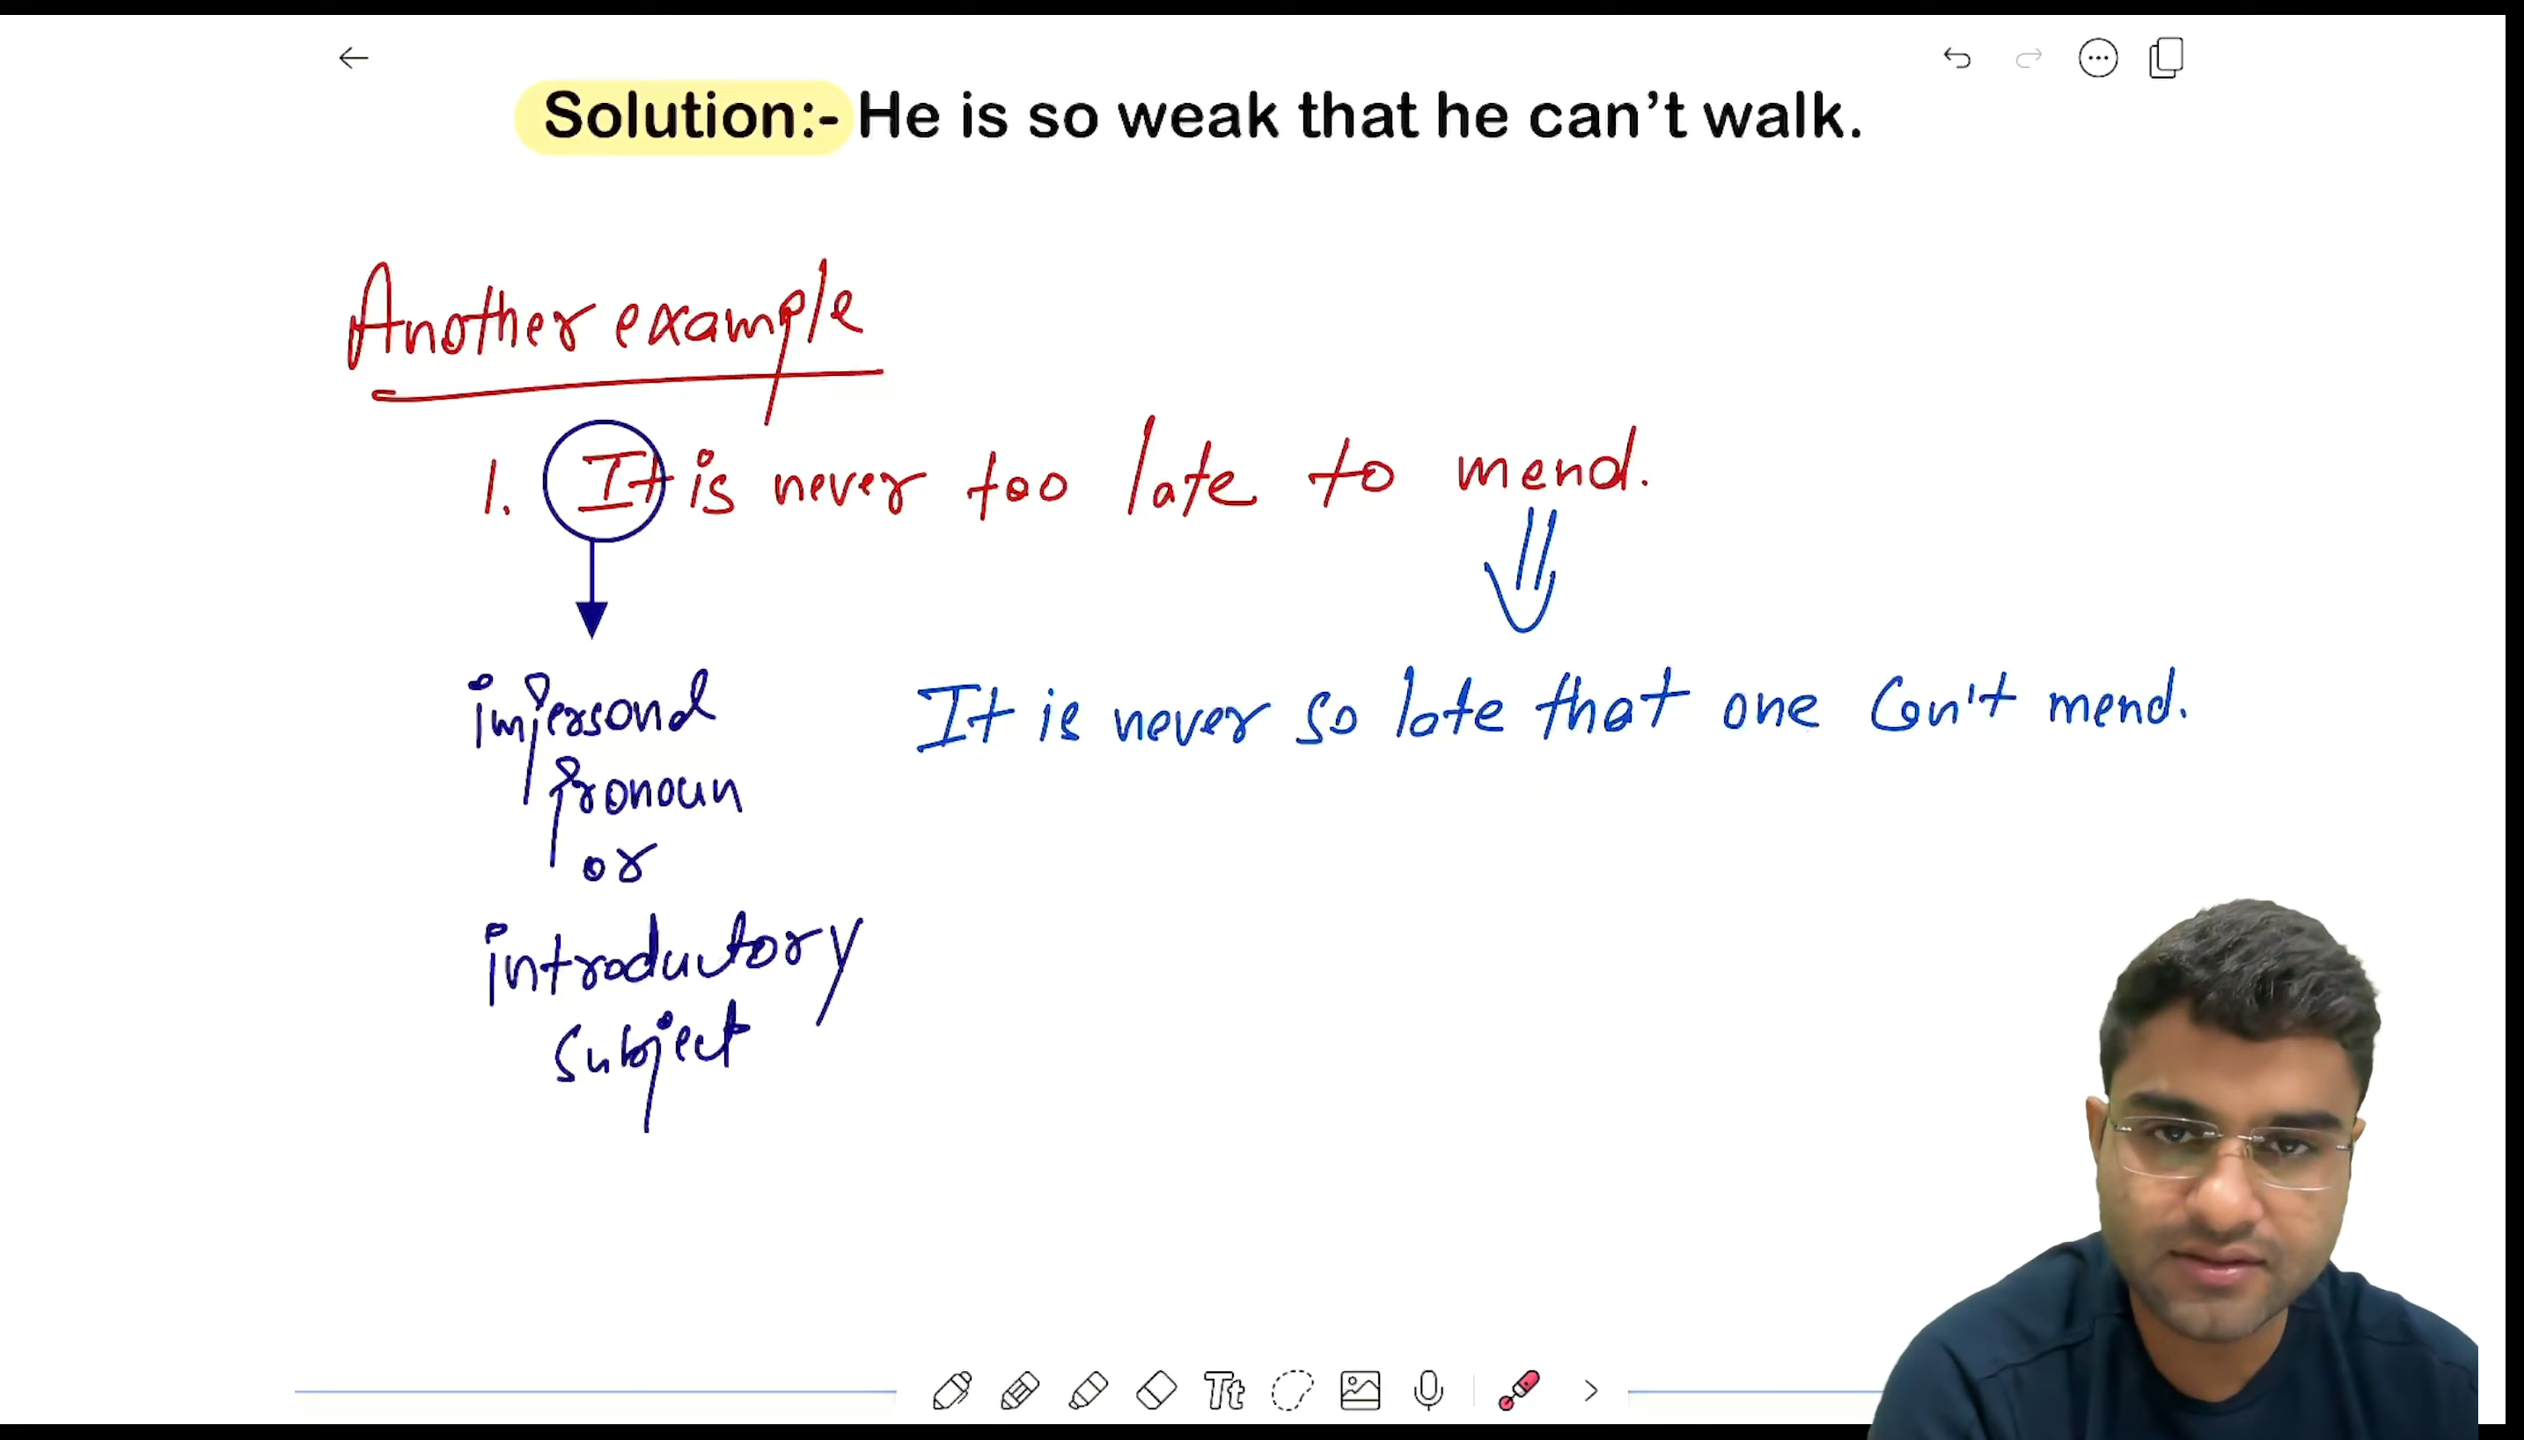 Solution:- He is so weak that he can't walk.
Another example
1. It is never too late to mend.
It is never so late that one can't mend.
impersonal
pronoun
or
introductory
subject
Tt